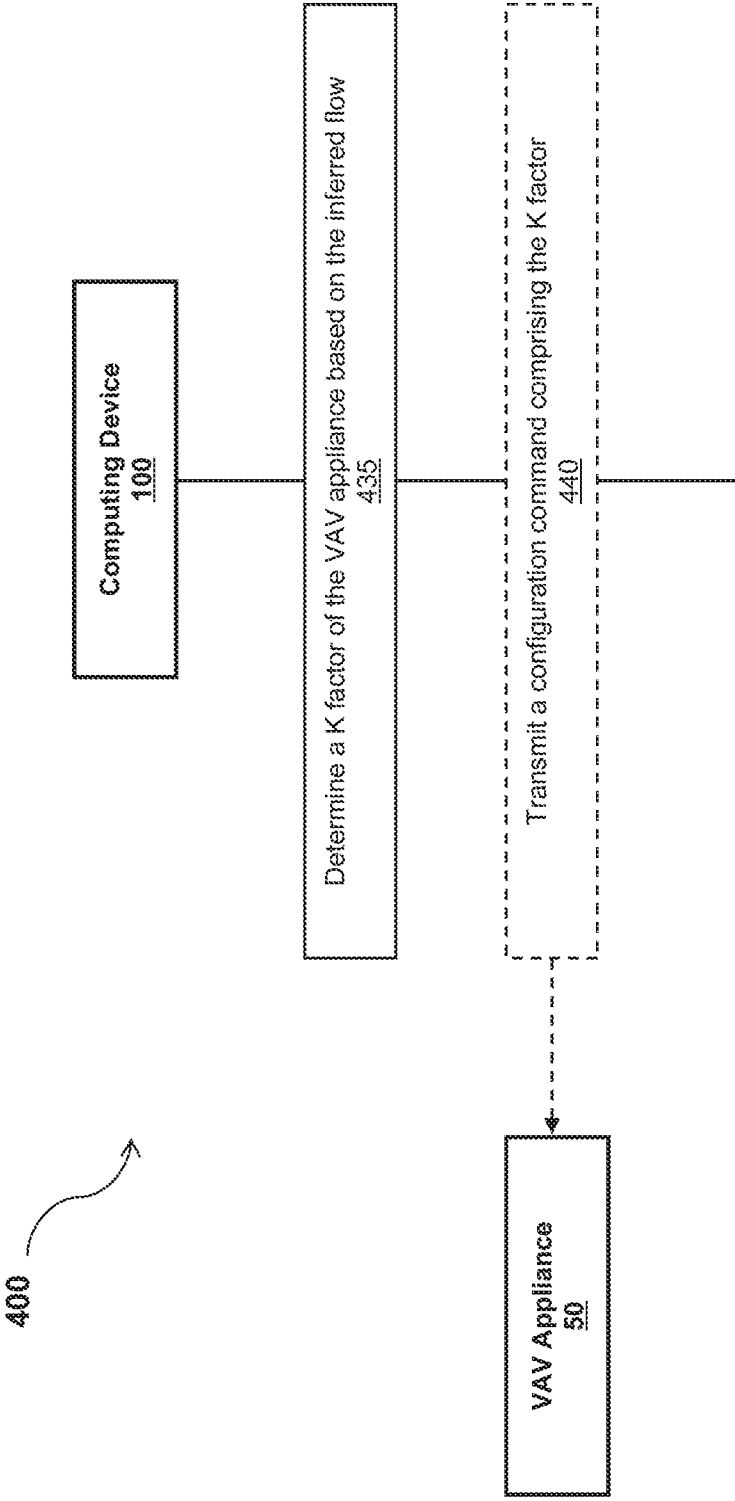 400
Computing Device
100
Determine a K factor of the VAV appliance based on the inferred flow
435
Transmit a configuration command comprising the K factor
440
VAV Appliance
50